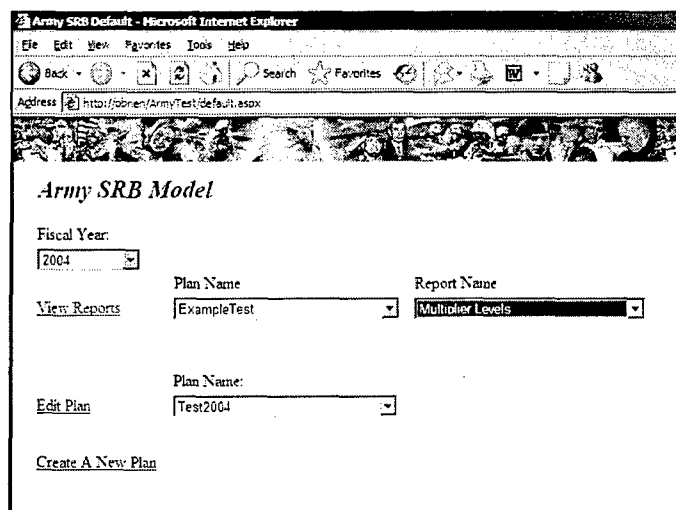 Army SRB Default - Microsoft Internet Explorer
File Edit View Favorites Tools Help
Back Search Favorites W
Address http://obrien/ArmyTest/default.aspx
Army SRB Model
Fiscal Year:
2004
Plan Name Report Name
View Reports ExampleTest Multiplier Levels
Plan Name:
Edit Plan Test2004
Create A New Plan